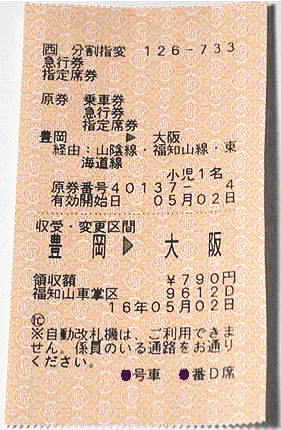 ㊄ 分割指変 126-733
急行券
指定席券
原券 乗車券
急行券
指定席券
豊岡 ▶ 大阪
経由：山陰線・福知山線・東
海道線
小児1名
原券番号40137- 4
有効開始日 05月02日
収受・変更区間
豊岡 ▶ 大阪
領収額 ￥790円
福知山車掌区 9612D
16年05月02日
IC
※自動改札機は、ご利用できま
せん。係員のいる通路をお通り
ください。
●号車 ●番D席